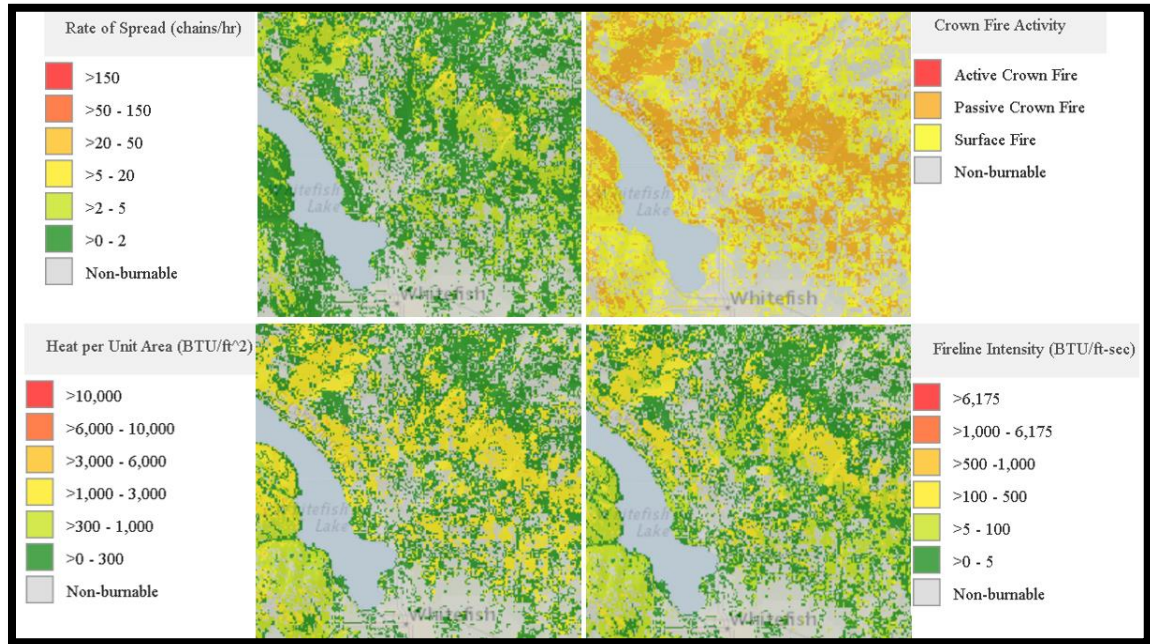 Rate of Spread (chains/hr)
>150
>50 - 150
>20 - 50
>5 - 20
>2 - 5
>0 - 2
Non-burnable
Whitefish
Lake
Whitefish
Crown Fire Activity
Active Crown Fire
Passive Crown Fire
Surface Fire
Non-burnable
Whitefish
Lake
Whitefish
Heat per Unit Area (BTU/ft^2)
>10,000
>6,000 - 10,000
>3,000 - 6,000
>1,000 - 3,000
>300 - 1,000
>0 - 300
Non-burnable
Whitefish
Lake
Whitefish
Fireline Intensity (BTU/ft-sec)
>6,175
>1,000 - 6,175
>500 -1,000
>100 - 500
>5 - 100
>0 - 5
Non-burnable
Whitefish
Lake
Whitefish